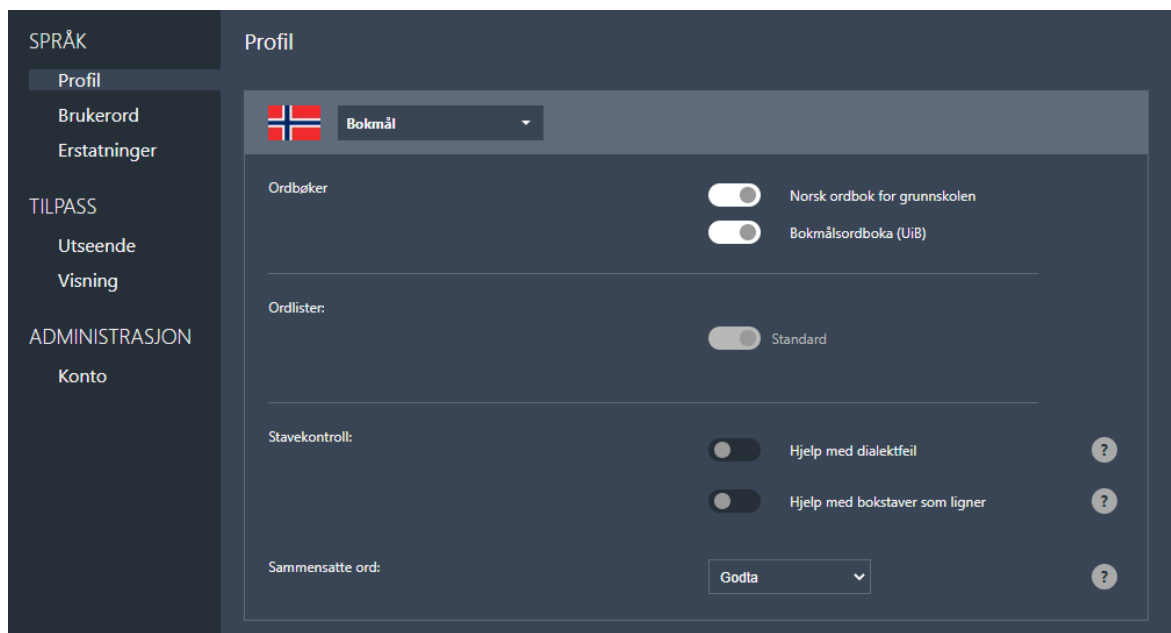 SPRÅK
Profil
Brukerord
Erstatninger
TILPASS
Utseende
Visning
ADMINISTRASJON
Konto
Profil
Bokmål
Ordbøker
Norsk ordbok for grunnskolen
Bokmålsordboka (UiB)
Ordlister:
Standard
Stavekontroll:
Hjelp med dialektfeil
?
Hjelp med bokstaver som ligner
?
Sammensatte ord:
Godta
?